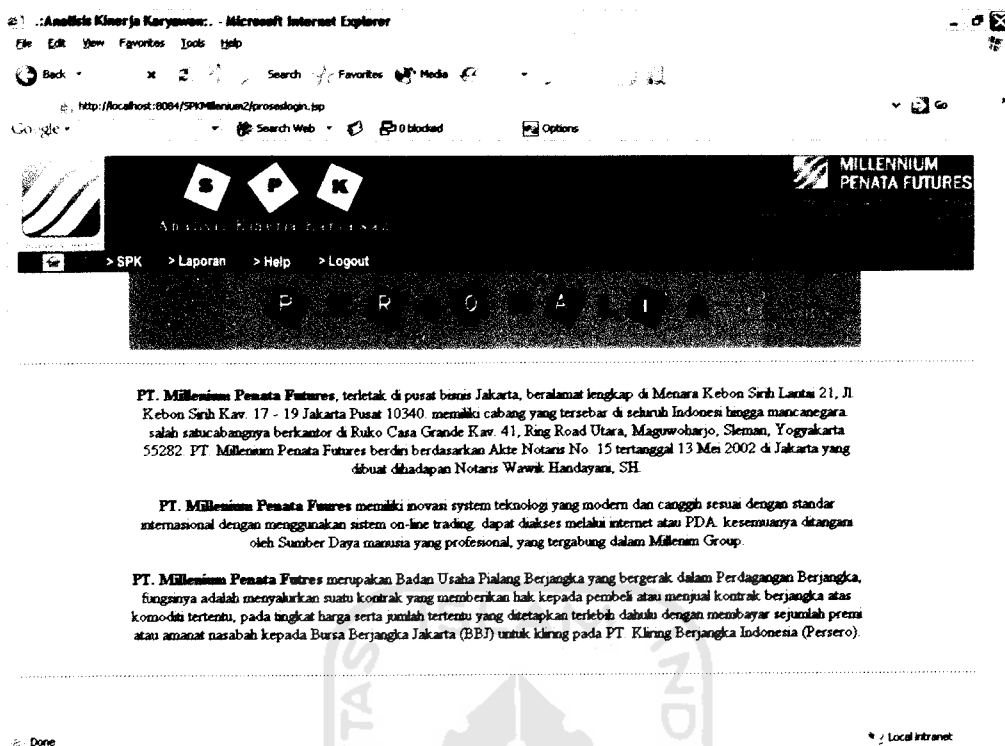 .:Analisis Kinerja Karyawan:. - Microsoft Internet Explorer
File Edit View Favorites Tools Help
Back Search Favorites Media
http://localhost:8084/SPKMillenium2/proseslogin.jsp Go
Google Search Web 0 blocked Options
S P K
MILLENNIUM
PENATA FUTURES
Analisis Kinerja Karyawan
> SPK > Laporan > Help > Logout
P R O A I A
PT. Millenium Penata Futures, terletak di pusat bisnis Jakarta, beralamat lengkap di Menara Kebon Sirih Lantai 21, Jl.
Kebon Sirih Kav. 17 - 19 Jakarta Pusat 10340. memiliki cabang yang tersebar di seluruh Indonesi hingga mancanegara.
salah satucabangnya berkantor di Ruko Casa Grande Kav. 41, Ring Road Utara, Maguwoharjo, Sleman, Yogyakarta
55282. PT. Millenium Penata Futures berdiri berdasarkan Akte Notaris No. 15 tertanggal 13 Mei 2002 di Jakarta yang
dibuat dihadapan Notaris Wawik Handayani, SH.
PT. Millenium Penata Futures memiliki inovasi system teknologi yang modern dan canggih sesuai dengan standar
internasional dengan menggunakan sistem on-line trading. dapat diakses melalui internet atau PDA. kesemuanya ditangani
oleh Sumber Daya manusia yang profesional, yang tergabung dalam Millenim Group.
PT. Millenium Penata Futres merupakan Badan Usaha Pialang Berjangka yang bergerak dalam Perdagangan Berjangka,
fungsinya adalah menyalurkan suatu kontrak yang memberikan hak kepada pembeli atau menjual kontrak berjangka atas
komoditi tertentu, pada tingkat harga serta jumlah tertentu yang ditetapkan terlebih dahulu dengan membayar sejumlah premi
atau amanat nasabah kepada Bursa Berjangka Jakarta (BBJ) untuk kliring pada PT. Kliring Berjangka Indonesia (Persero).
TAS ISLAM IND
Done Local intranet